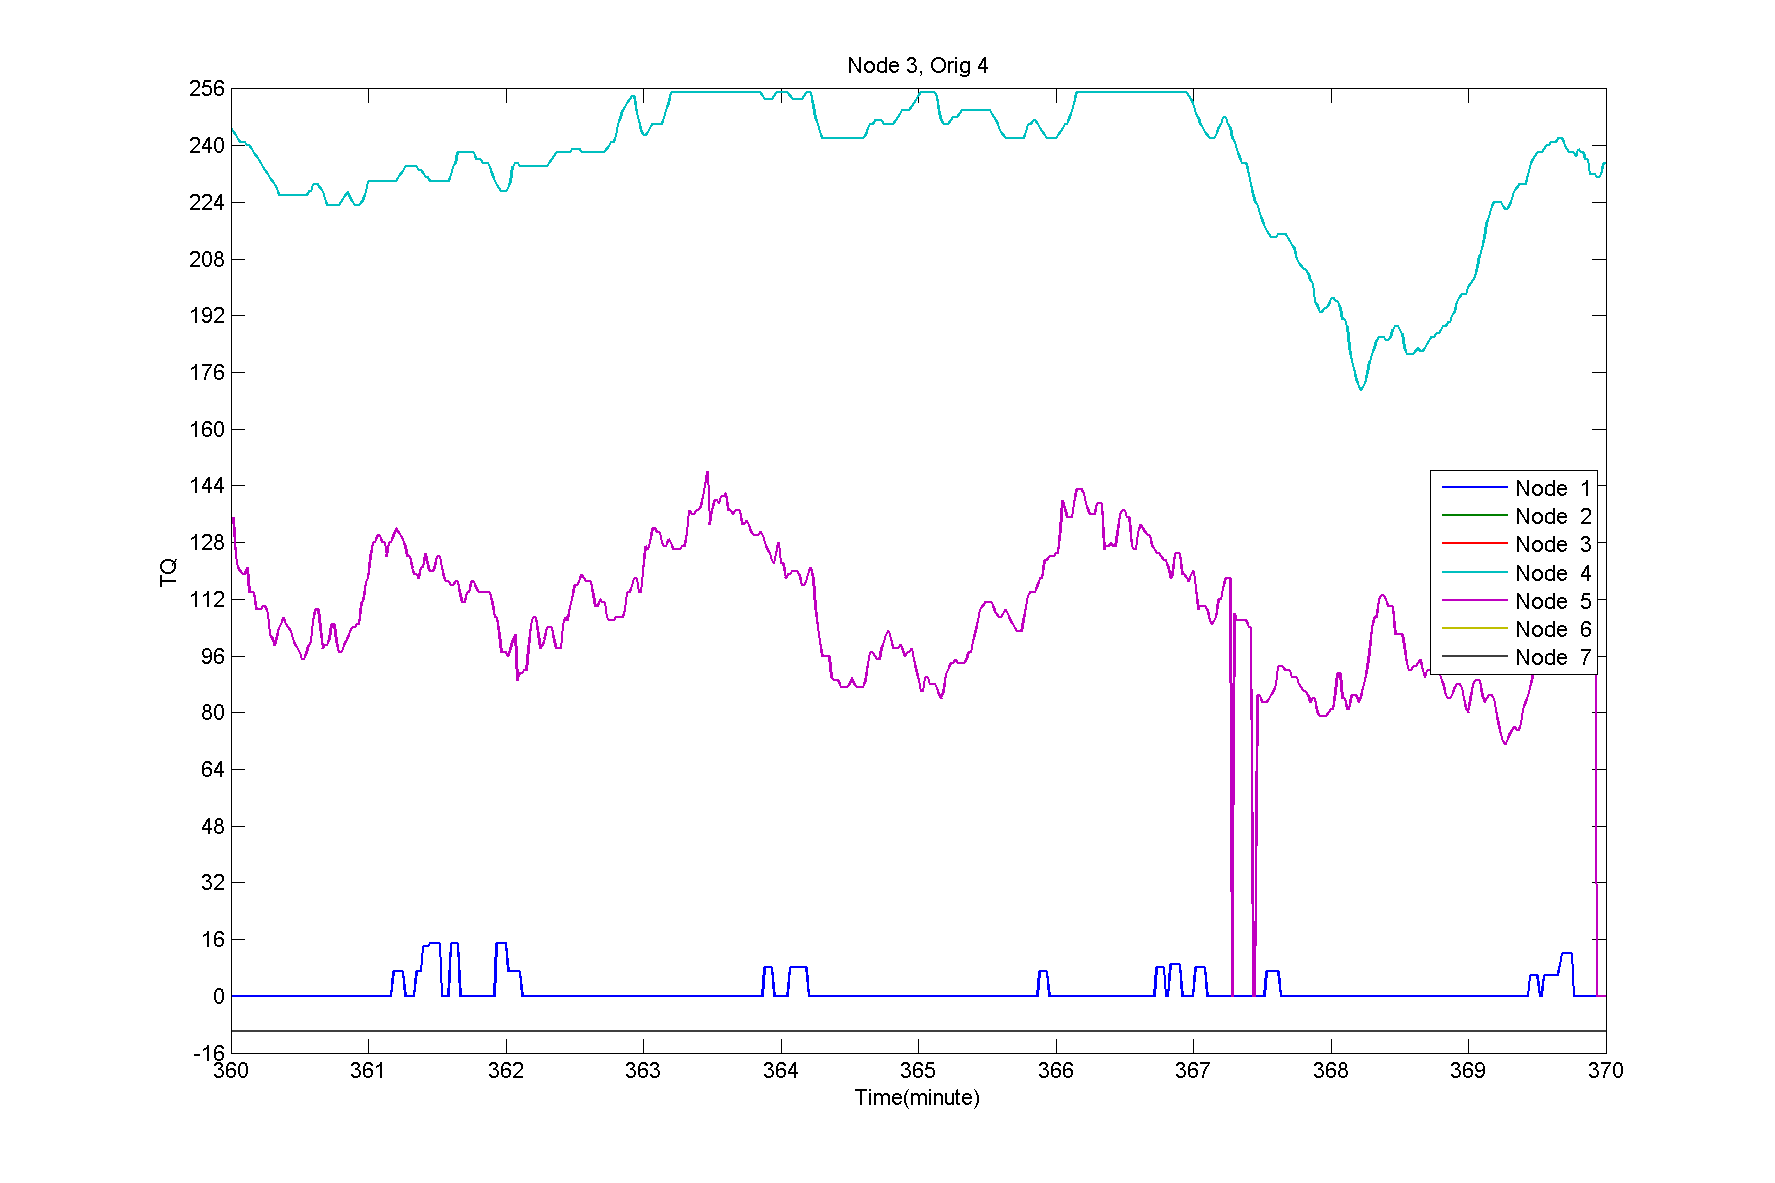 Node 3, Orig 4
256
240
224
208
192
176
160
144
128
112
96
80
64
48
32
16
0
-16
TQ
Node 1
Node 2
Node 3
Node 4
Node 5
Node 6
Node 7
360 361 362 363 364 365 366 367 368 369 370
Time(minute)